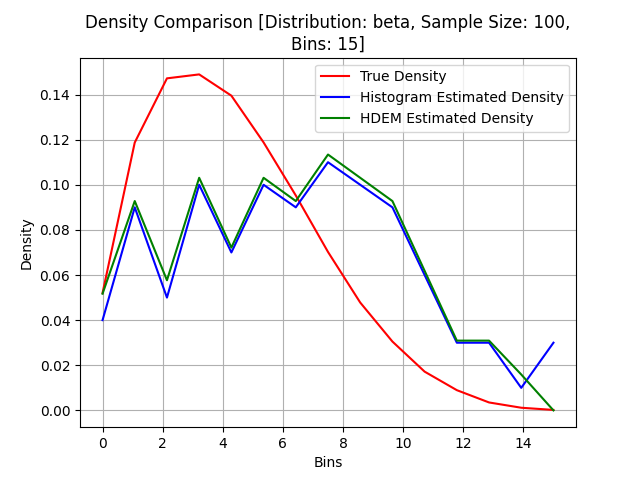 Density Comparison [Distribution: beta, Sample Size: 100,
Bins: 15]
True Density
Histogram Estimated Density
HDEM Estimated Density
Density
0.14
0.12
0.10
0.08
0.06
0.04
0.02
0.00
0 2 4 6 8 10 12 14
Bins